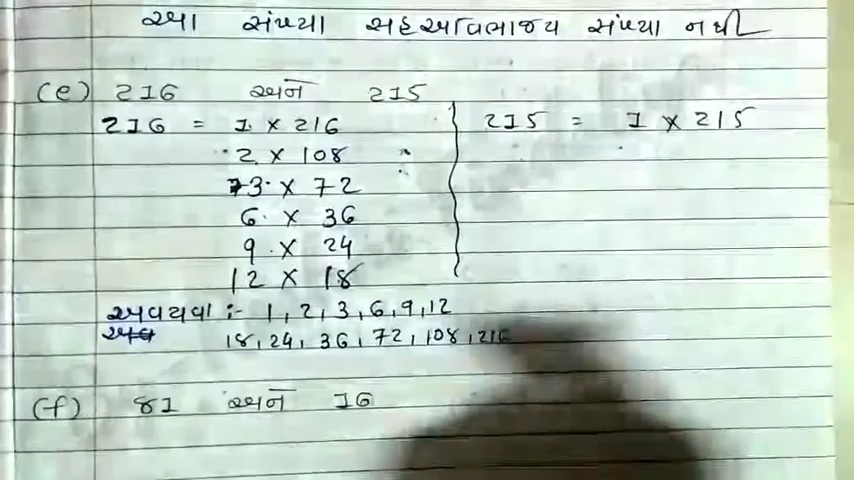 આ સંખ્યા સહઅવિભાજય સંખ્યા નથી
(e) 216 અને 215
216 = 1 × 216
2 × 108
3 × 72
6 × 36
9 × 24
12 × 18
215 = 1 × 215
અવયવો :- 1, 2, 3, 6, 9, 12
18, 24, 36, 72, 108, 216
(f) 81 અને 16